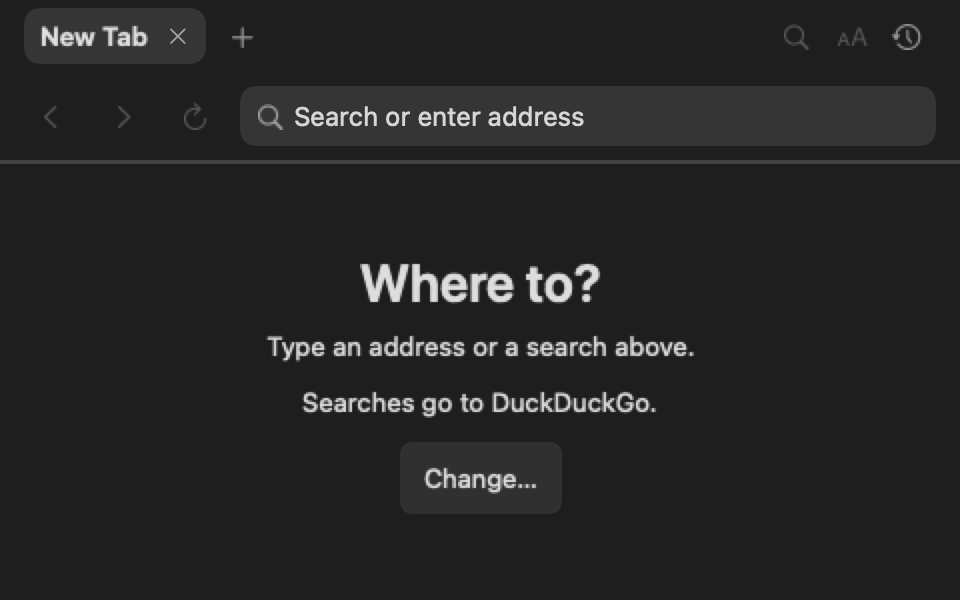 New Tab
AA
Search or enter address
Where to?
Type an address or a search above.
Searches go to DuckDuckGo.
Change...